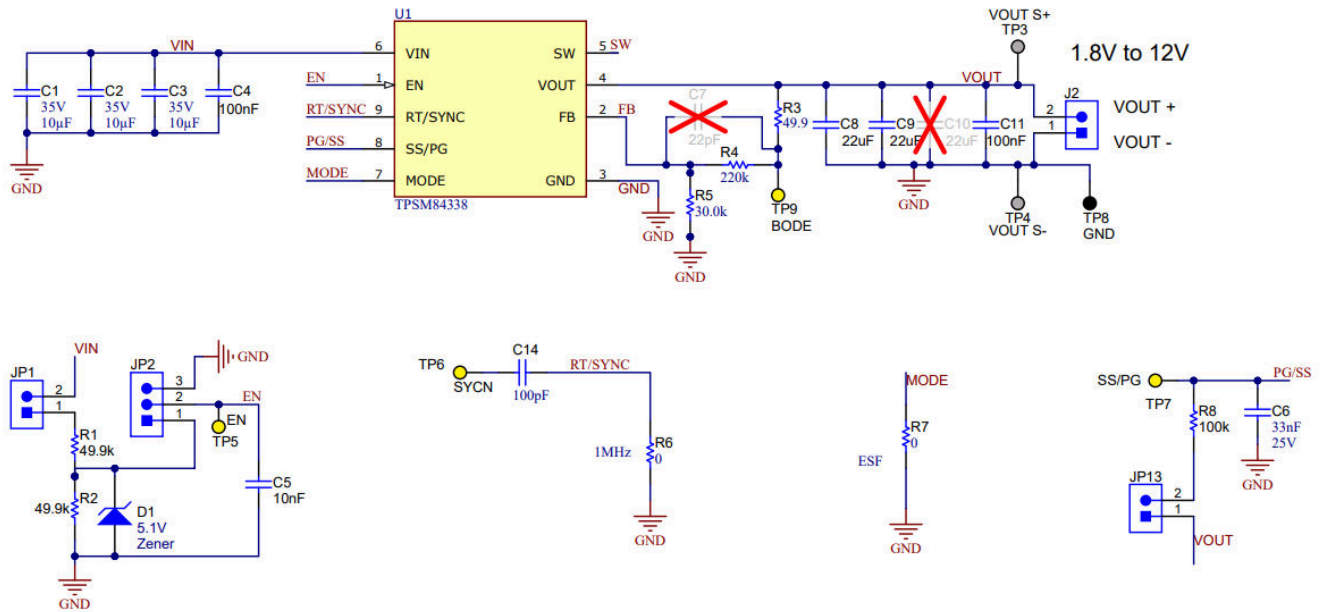 U1
VIN
6
VIN
SW
5
SW
EN
1
EN
VOUT
4
VOUT
RT/SYNC
9
RT/SYNC
FB
2
FB
PG/SS
8
SS/PG
MODE
7
MODE
GND
3
GND
TPSM84338
C1
35V
10µF
C2
35V
10µF
C3
35V
10µF
C4
100nF
GND
C7
22pF
R3
49.9
R4
220k
R5
30.0k
GND
GND
TP9
BODE
C8
22uF
C9
22uF
C10
22uF
C11
100nF
GND
VOUT S+
TP3
1.8V to 12V
J2
2
1
VOUT +
VOUT -
TP4
VOUT S-
TP8
GND
VIN
JP1
2
1
JP2
3
2
1
GND
EN
EN
TP5
R1
49.9k
R2
49.9k
D1
5.1V
Zener
C5
10nF
GND
TP6
SYCN
C14
100pF
RT/SYNC
1MHz
R6
0
GND
MODE
R7
0
ESF
GND
SS/PG
TP7
PG/SS
R8
100k
C6
33nF
25V
GND
JP13
2
1
VOUT